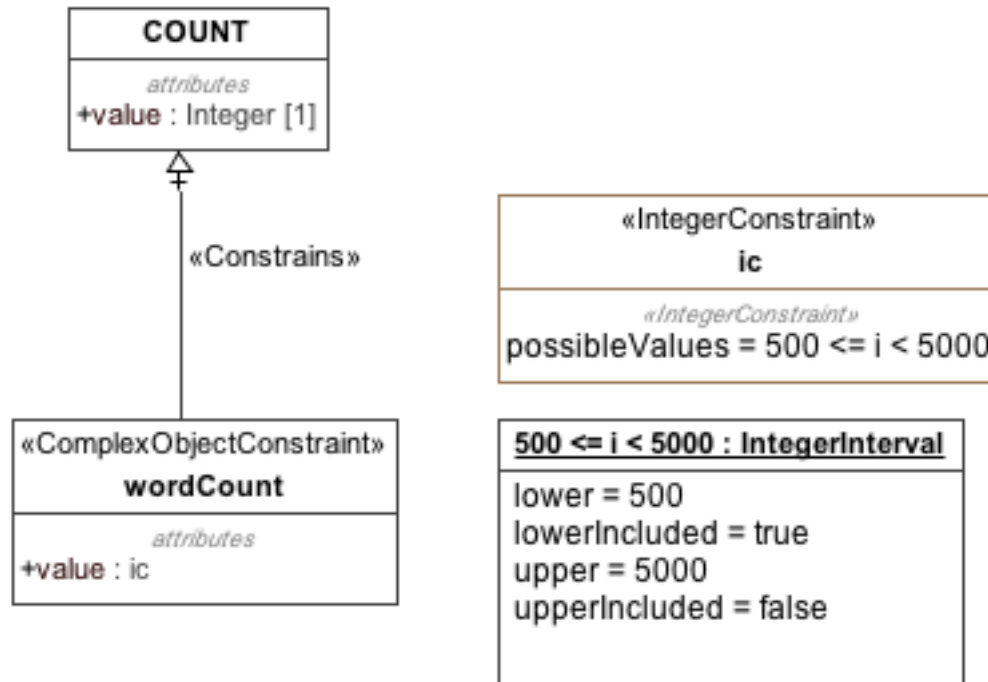 COUNT
attributes
+value : Integer [1]
«Constrains»
«ComplexObjectConstraint»
wordCount
attributes
+value : ic
«IntegerConstraint»
ic
«IntegerConstraint»
possibleValues = 500 <= i < 5000
500 <= i < 5000 : IntegerInterval
lower = 500
lowerIncluded = true
upper = 5000
upperIncluded = false